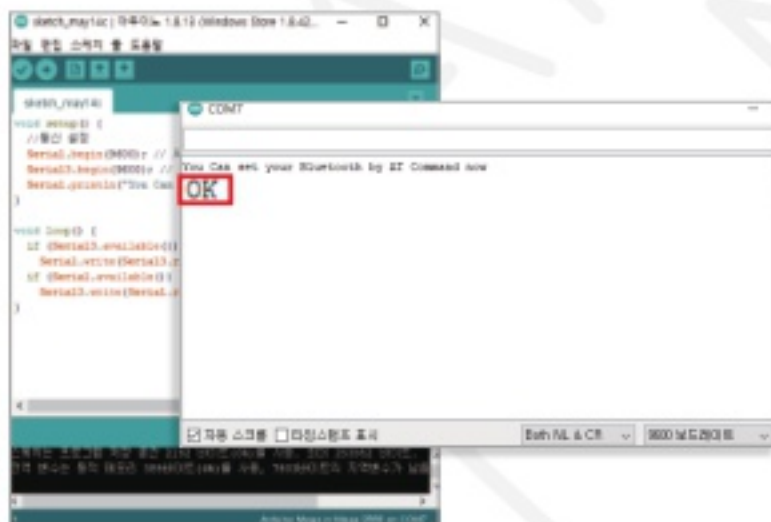 sketch_may14c | 아두이노 1.8.13 (Windows Store 1.8.42...
파일 편집 스케치 툴 도움말
sketch_may14c
void setup() {
//통신 설정
Serial.begin(9600); //
Serial3.begin(9600); //
Serial.println("You Can
}
void loop() {
if (Serial3.available())
Serial.write(Serial3.r
if (Serial.available())
Serial3.write(Serial.r
}
COM7
You Can set your Bluetooth by AT Command now
OK
자동 스크롤 타임스탬프 표시
Both NL & CR
9600 보드레이트